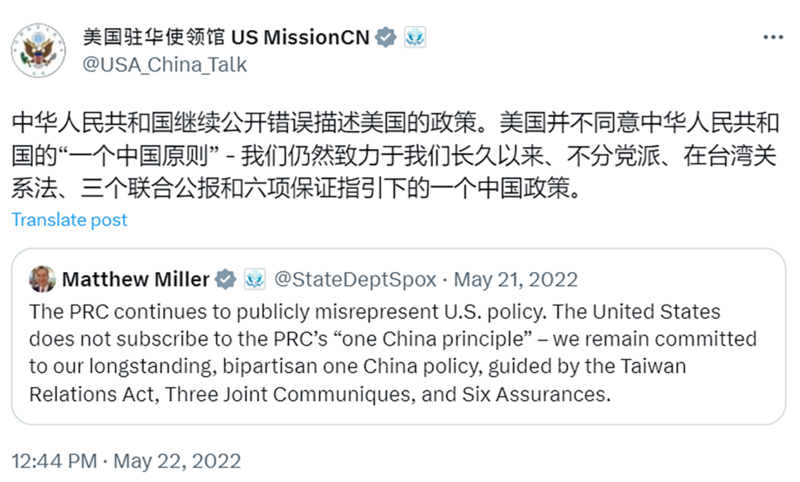 美国驻华使领馆 US MissionCN
@USA_China_Talk
中华人民共和国继续公开错误描述美国的政策。美国并不同意中华人民共和
国的“一个中国原则” - 我们仍然致力于我们长久以来、不分党派、在台湾关
系法、三个联合公报和六项保证指引下的一个中国政策。
Translate post
Matthew Miller @StateDeptSpox · May 21, 2022
The PRC continues to publicly misrepresent U.S. policy. The United States
does not subscribe to the PRC’s “one China principle” – we remain committed
to our longstanding, bipartisan one China policy, guided by the Taiwan
Relations Act, Three Joint Communiques, and Six Assurances.
12:44 PM · May 22, 2022